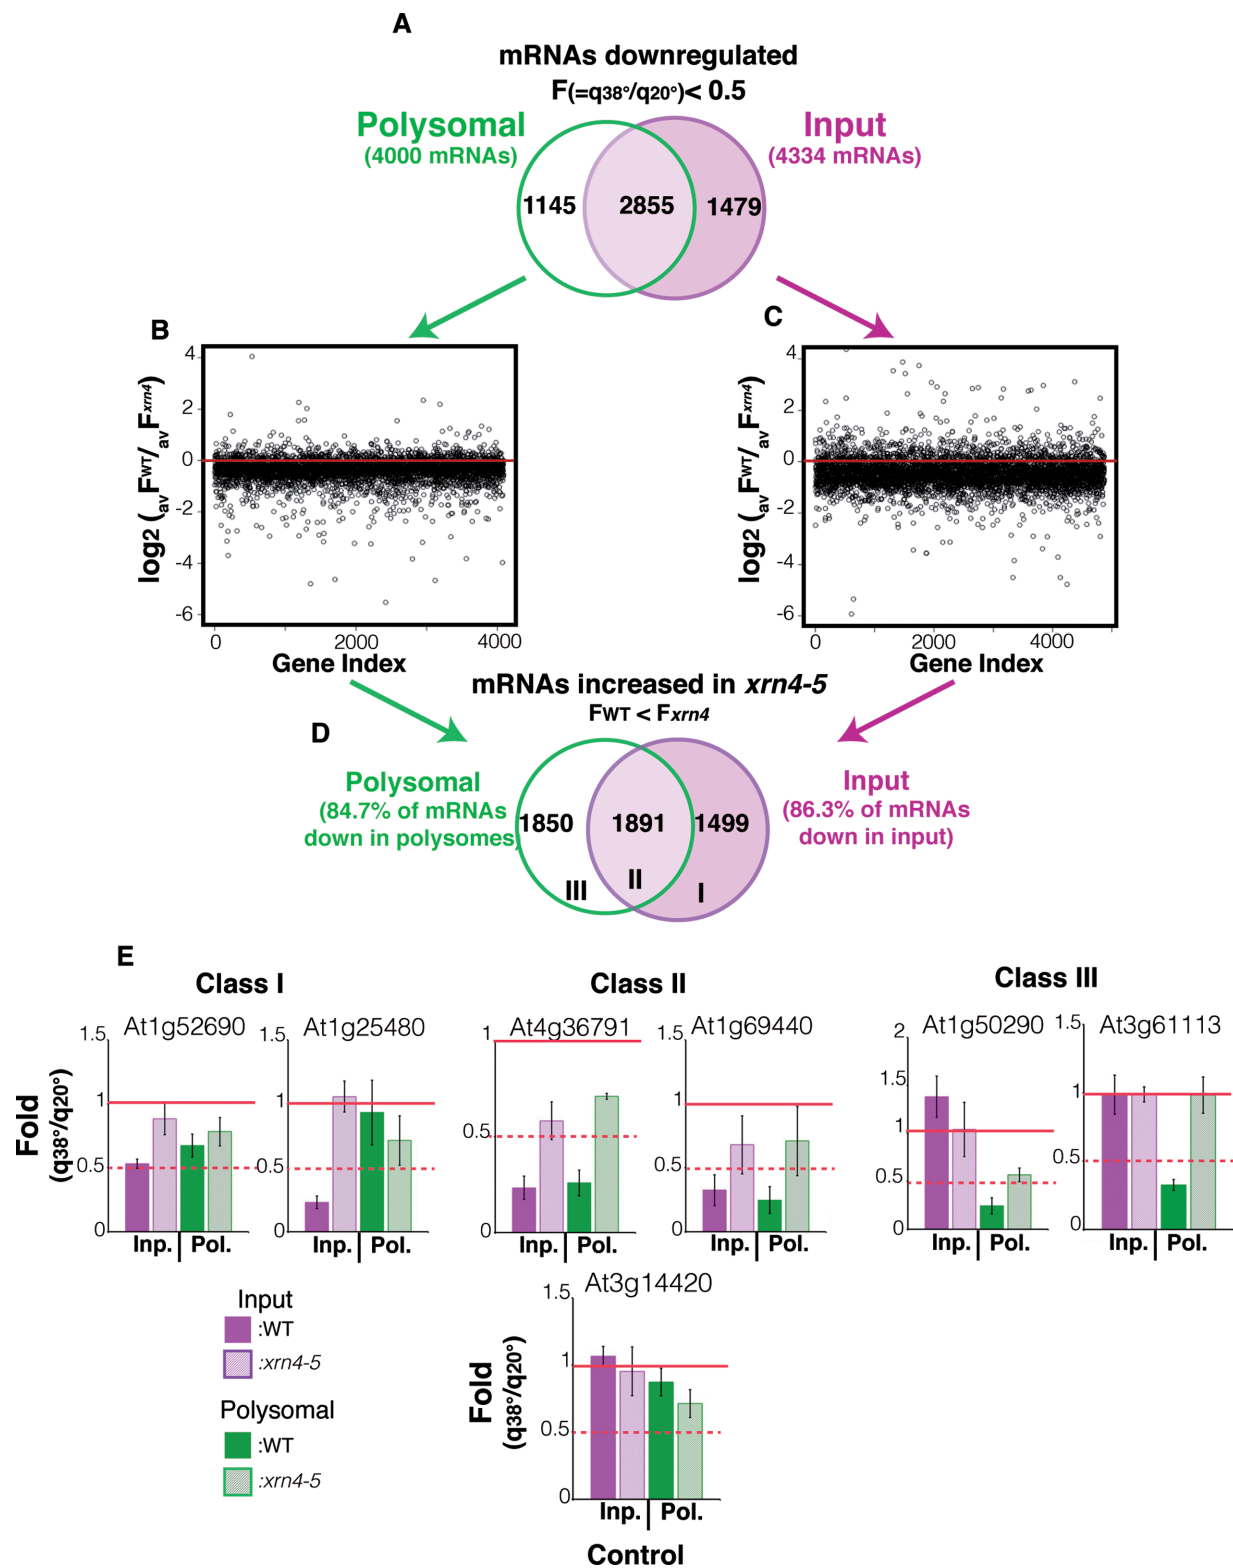 A
mRNAs downregulated
F(=q38°/q20°)< 0.5
Polysomal
(4000 mRNAs)
Input
(4334 mRNAs)
1145
2855
1479
B
4
2
0
-2
-4
-6
log2 (avFWT/avFxrn4)
0
2000
4000
Gene Index
C
4
2
0
-2
-4
-6
log2 (avFWT/avFxrn4)
0
2000
4000
Gene Index
mRNAs increased in xrn4-5
FWT < Fxrn4
D
Polysomal
(84.7% of mRNAs
down in polysomes)
Input
(86.3% of mRNAs
down in input)
1850
1891
1499
III
II
I
E
Class I
Class II
Class III
Fold
(q38°/q20°)
At1g52690
1.5
1
0.5
0
Inp.
Pol.
At1g25480
1.5
1
0.5
0
Inp.
Pol.
At4g36791
1
0.5
0
Inp.
Pol.
At1g69440
1.5
1
0.5
0
Inp.
Pol.
At1g50290
2
1.5
1
0.5
0
Inp.
Pol.
At3g61113
1.5
1
0.5
0
Inp.
Pol.
Input
:WT
:xrn4-5
Polysomal
:WT
:xrn4-5
At3g14420
Fold
(q38°/q20°)
1.5
1
0.5
0
Inp.
Pol.
Control